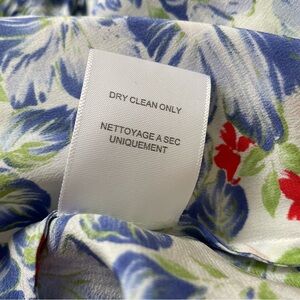 DRY CLEAN ONLY
NETTOYAGE A SEC
UNIQUEMENT